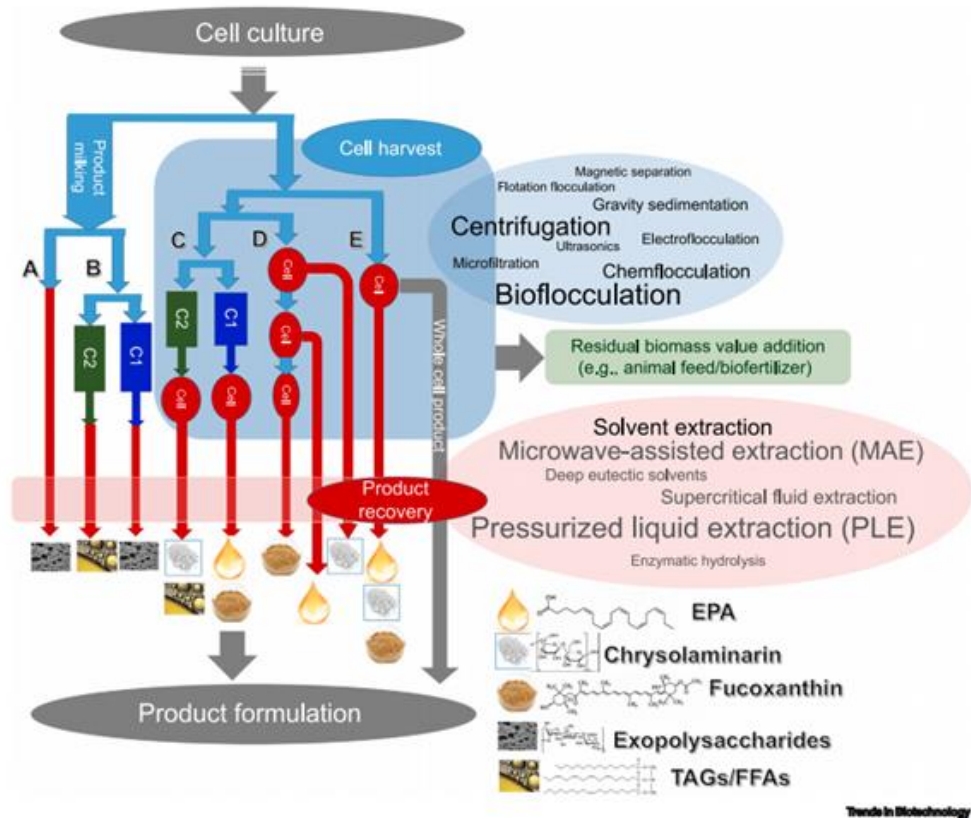 Cell culture
Product
milking
Cell harvest
Magnetic separation
Flotation flocculation
Gravity sedimentation
Centrifugation
Ultrasonics
Electroflocculation
Microfiltration
Chemflocculation
Bioflocculation
A
B
C
D
E
Cell
Cell
C2
C1
C2
C1
Cell
Cell
Cell
Cell
Whole cell product
Residual biomass value addition
(e.g., animal feed/biofertilizer)
Solvent extraction
Microwave-assisted extraction (MAE)
Deep eutectic solvents
Supercritical fluid extraction
Pressurized liquid extraction (PLE)
Enzymatic hydrolysis
Product
recovery
EPA
Chrysolaminarin
Fucoxanthin
Exopolysaccharides
TAGs/FFAs
Product formulation
Trends in Biotechnology